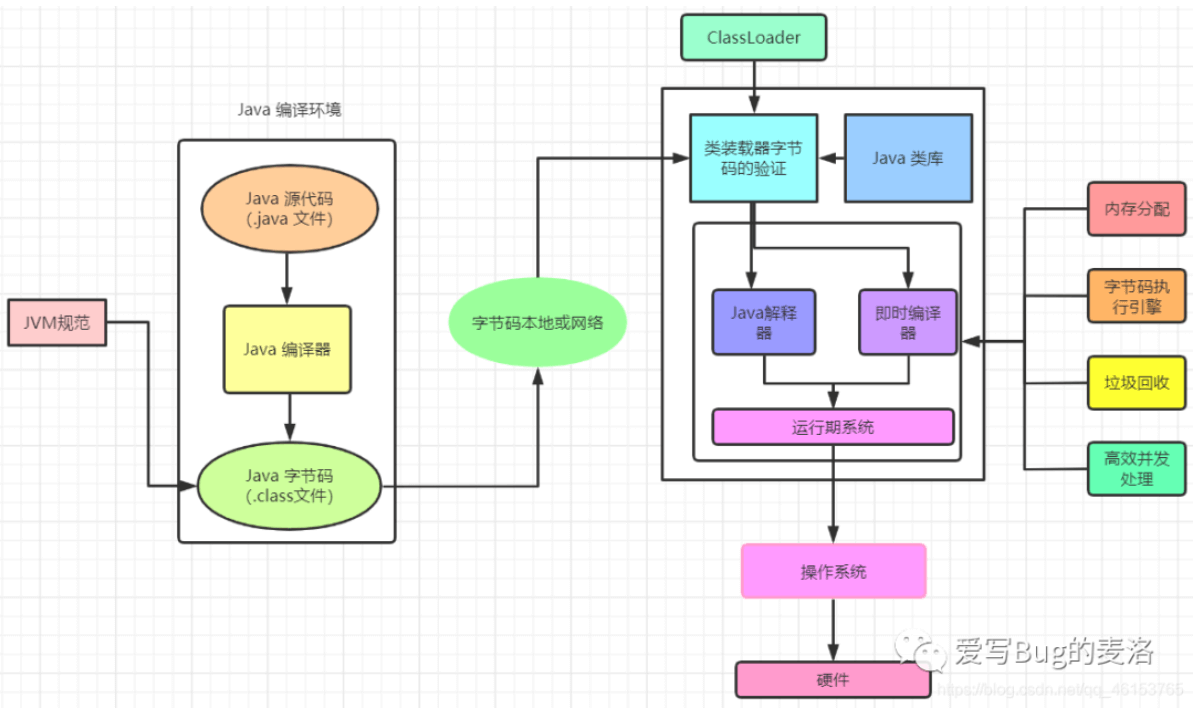 ClassLoader
Java 编译环境
类装载器字节
码的验证
Java 类库
Java 源代码
(.java 文件)
内存分配
字节码执
行引擎
JVM规范
Java 编译器
字节码本地或网络
Java解释
器
即时编译
器
垃圾回收
运行期系统
Java 字节码
(.class文件)
高效并发
处理
操作系统
爱写Bug的麦洛
硬件
https://blog.csdn.net/qq_46153765